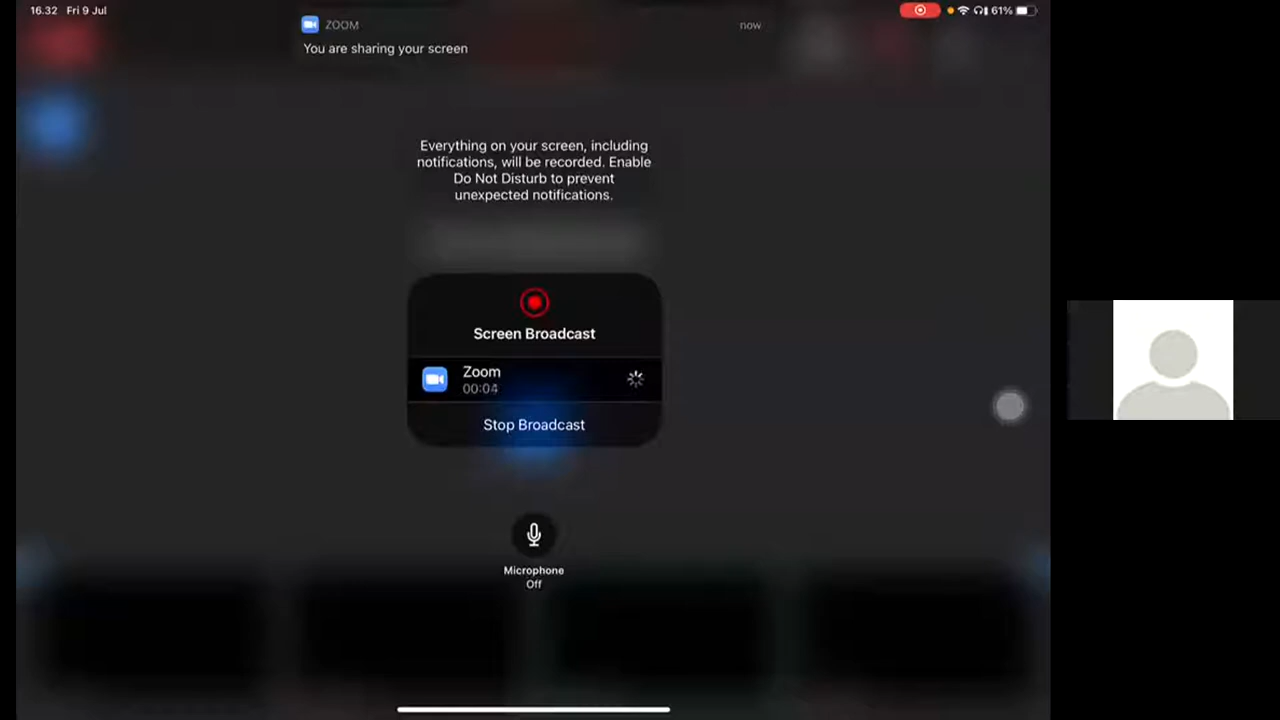 16.32 Fri 9 Jul
61%
ZOOM
now
You are sharing your screen
Everything on your screen, including
notifications, will be recorded. Enable
Do Not Disturb to prevent
unexpected notifications.
Screen Broadcast
Zoom
00:04
Stop Broadcast
Microphone
Off